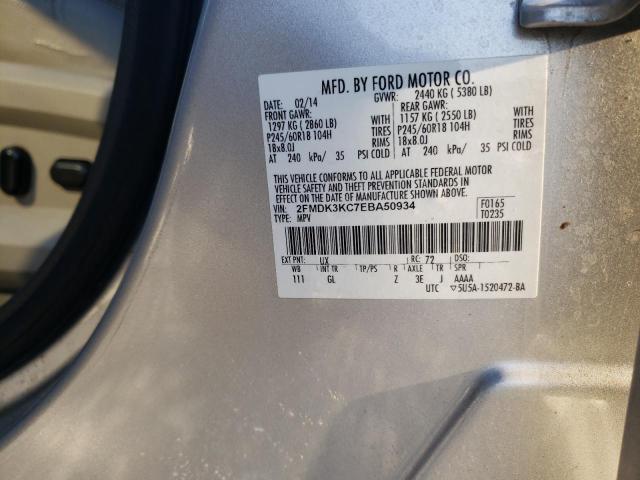 MFD. BY FORD MOTOR CO.
DATE: 02/14 GVWR: 2440 KG ( 5380 LB)
FRONT GAWR: REAR GAWR:
1297 KG ( 2860 LB) WITH 1157 KG ( 2550 LB) WITH
P245/60R18 104H TIRES P245/60R18 104H TIRES
18x8.0J RIMS 18x8.0J RIMS
AT 240 kPa/ 35 PSI COLD AT 240 kPa/ 35 PSI COLD
THIS VEHICLE CONFORMS TO ALL APPLICABLE FEDERAL MOTOR
VEHICLE SAFETY AND THEFT PREVENTION STANDARDS IN
EFFECT ON THE DATE OF MANUFACTURE SHOWN ABOVE.
VIN: 2FMDK3KC7EBA50934 F0165
TYPE: MPV T0235
EXT PNT: UX RC: 72 DSO:
WB INT TR TP/PS R AXLE TR SPR
111 GL Z 3E J AAAA
UTC ▽5U5A-1520472-BA